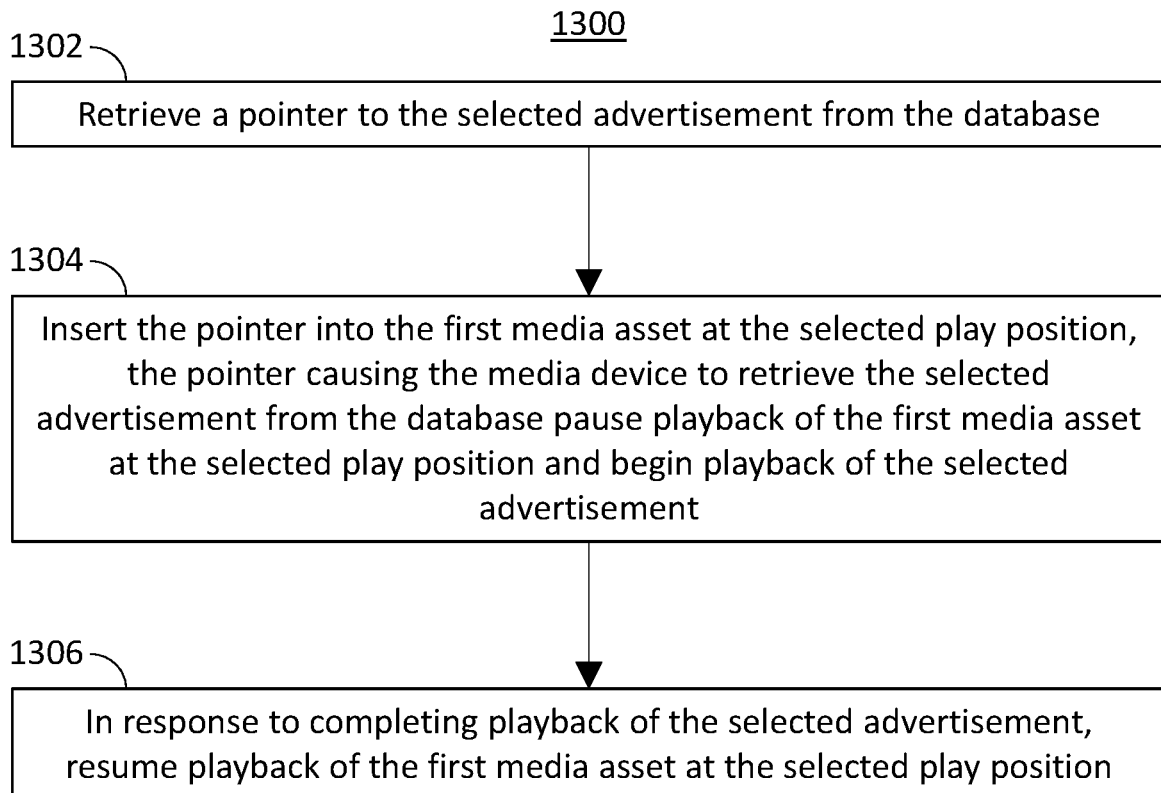 1300
1302
Retrieve a pointer to the selected advertisement from the database
1304
Insert the pointer into the first media asset at the selected play position,
the pointer causing the media device to retrieve the selected
advertisement from the database pause playback of the first media asset
at the selected play position and begin playback of the selected
advertisement
1306
In response to completing playback of the selected advertisement,
resume playback of the first media asset at the selected play position